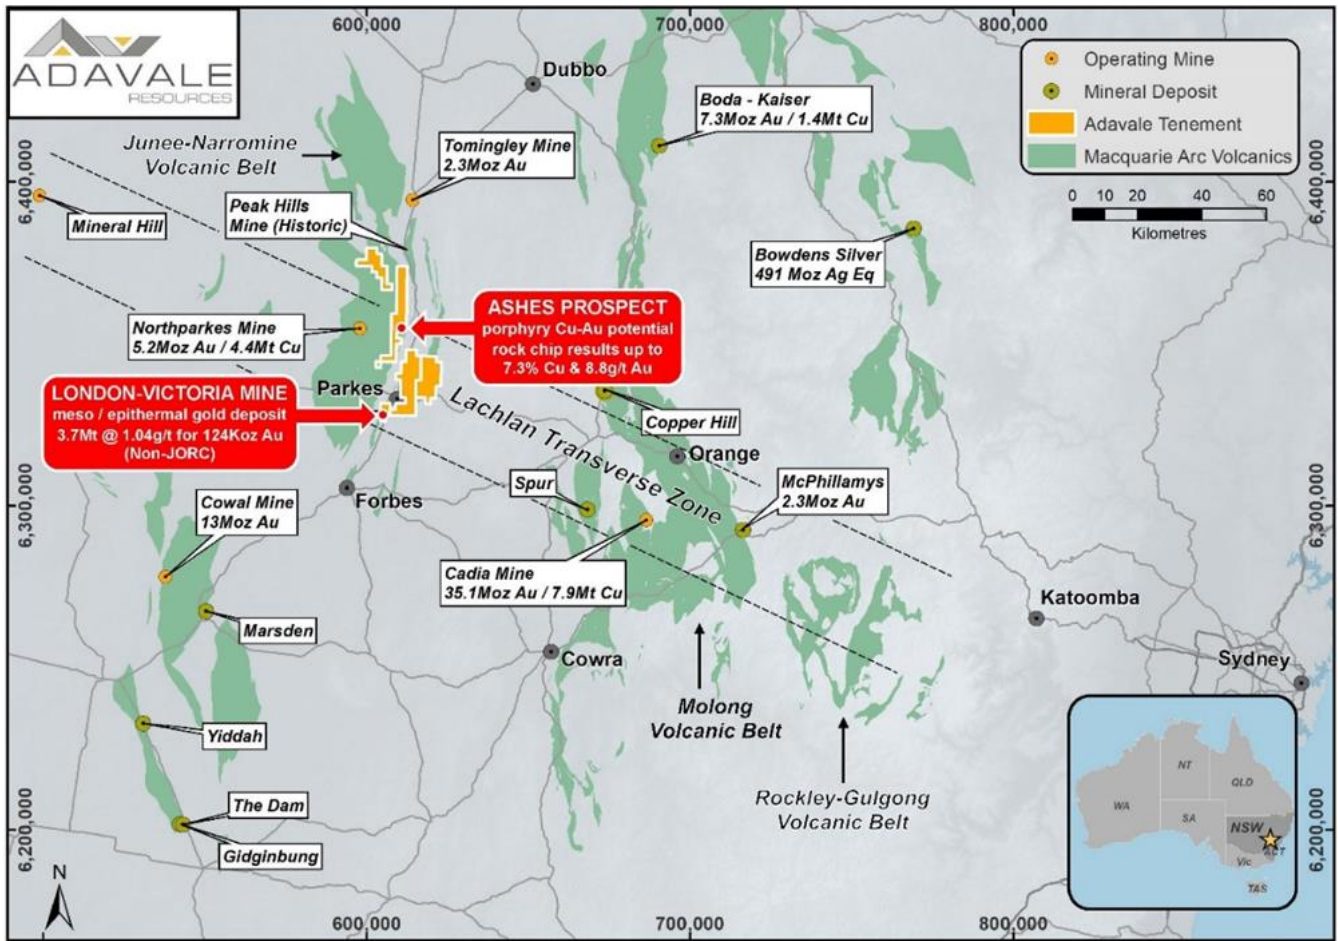 600,000
700,000
800,000
ADAVALE
RESOURCES
Dubbo
Operating Mine
Mineral Deposit
Adavale Tenement
Macquarie Arc Volcanics
0 10 20 40 60
Kilometres
Boda - Kaiser
7.3Moz Au / 1.4Mt Cu
Junee-Narromine
Volcanic Belt
Tomingley Mine
2.3Moz Au
6,400,000
6,400,000
Mineral Hill
Peak Hills
Mine (Historic)
Bowdens Silver
491 Moz Ag Eq
Northparkes Mine
5.2Moz Au / 4.4Mt Cu
ASHES PROSPECT
porphyry Cu-Au potential
rock chip results up to
7.3% Cu & 8.8g/t Au
LONDON-VICTORIA MINE
meso / epithermal gold deposit
3.7Mt @ 1.04g/t for 124Koz Au
(Non-JORC)
Parkes
Lachlan Transverse Zone
Copper Hill
Orange
Spur
McPhillamys
2.3Moz Au
Forbes
6,300,000
6,300,000
Cowal Mine
13Moz Au
Cadia Mine
35.1Moz Au / 7.9Mt Cu
Katoomba
Marsden
Cowra
Sydney
Molong
Volcanic Belt
Yiddah
Rockley-Gulgong
Volcanic Belt
The Dam
Gidginbung
6,200,000
6,200,000
NT
QLD
WA
SA
NSW
ACT
Vic
TAS
N
600,000
700,000
800,000